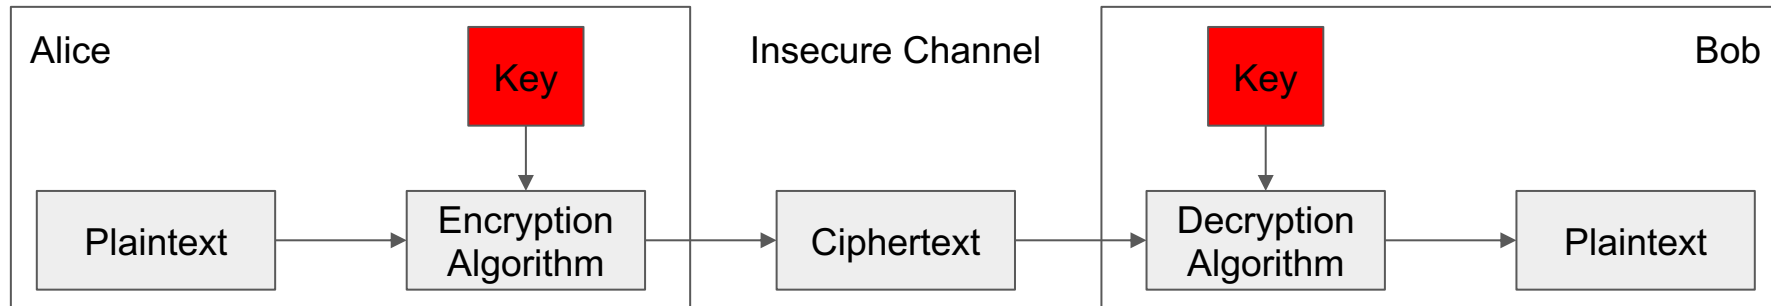 Alice
Key
Insecure Channel
Key
Bob
Plaintext
Encryption
Algorithm
Ciphertext
Decryption
Algorithm
Plaintext